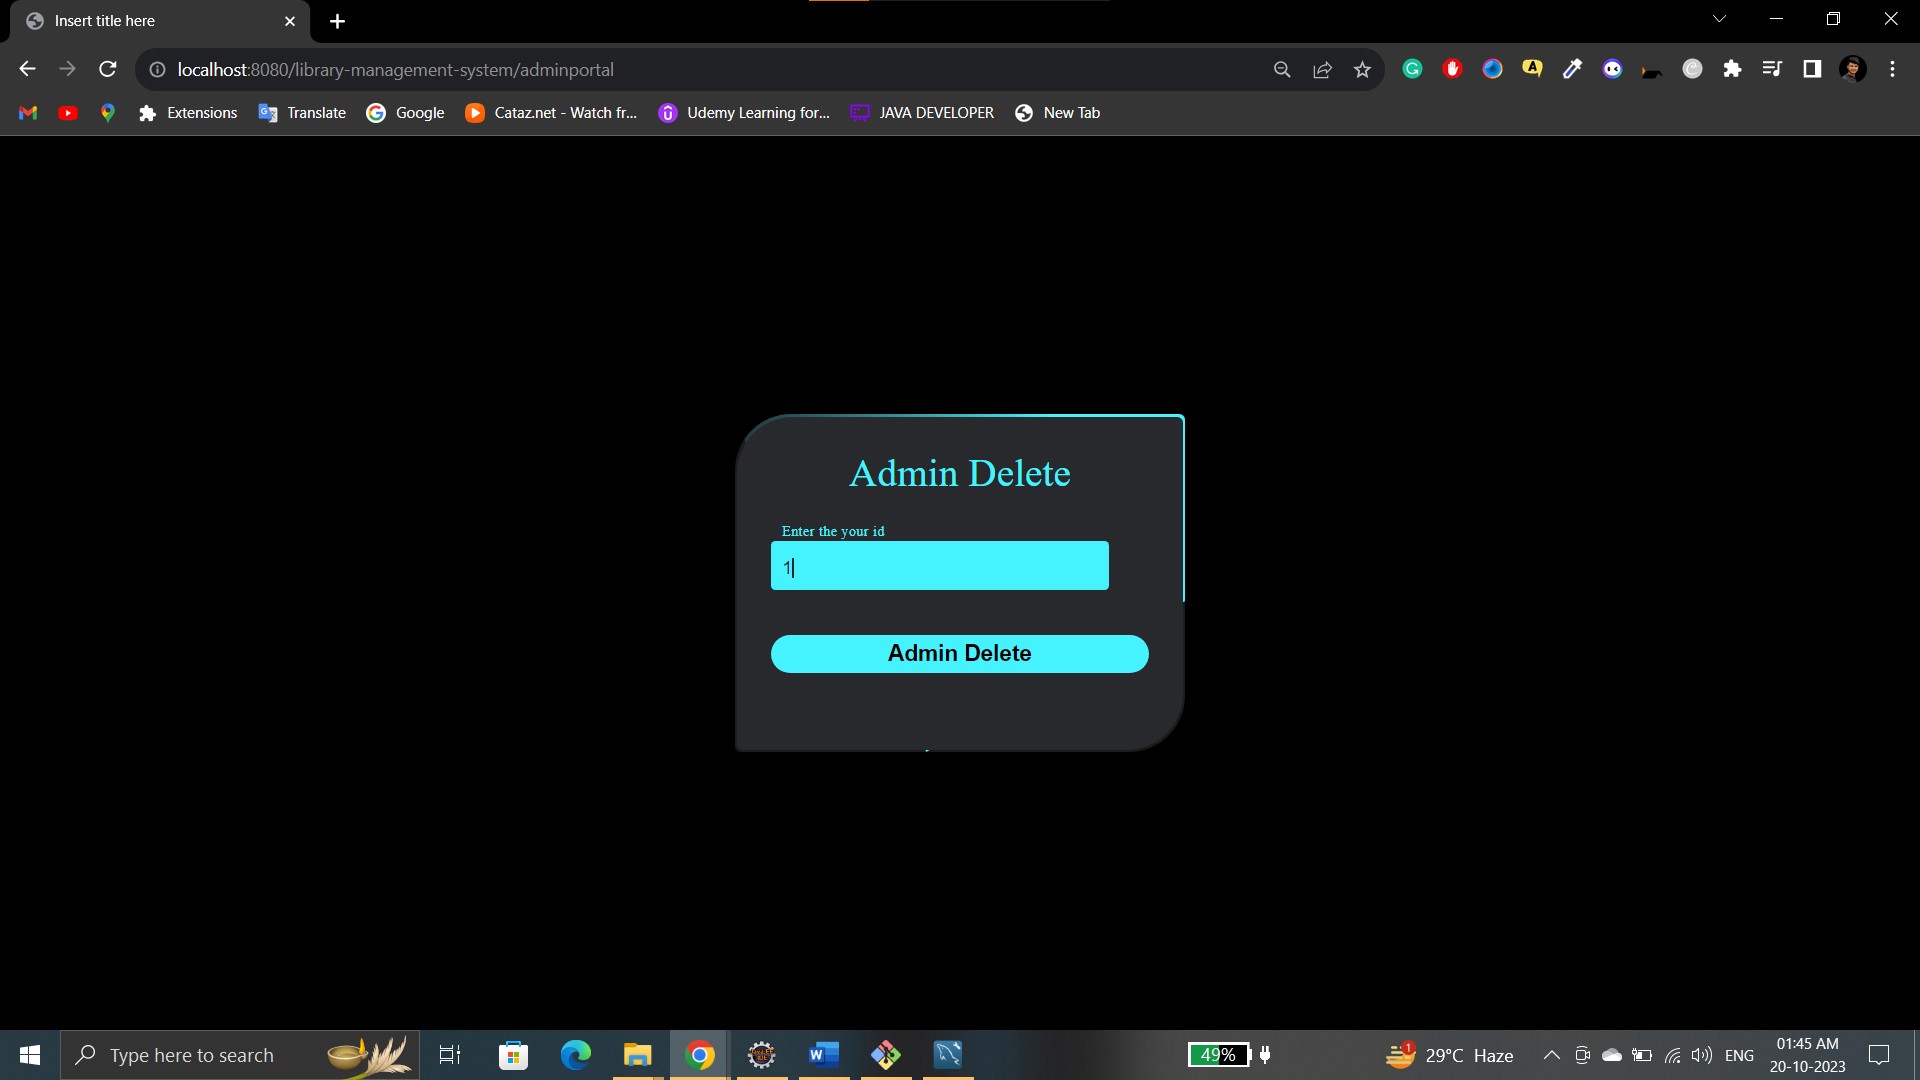 Insert title here
localhost:8080/library-management-system/adminportal
Extensions
Translate
Google
Cataz.net - Watch fr...
Udemy Learning for...
JAVA DEVELOPER
New Tab
Admin Delete
Enter the your id
1
Admin Delete
Type here to search
49%
1
29°C Haze
ENG
01:45 AM
20-10-2023